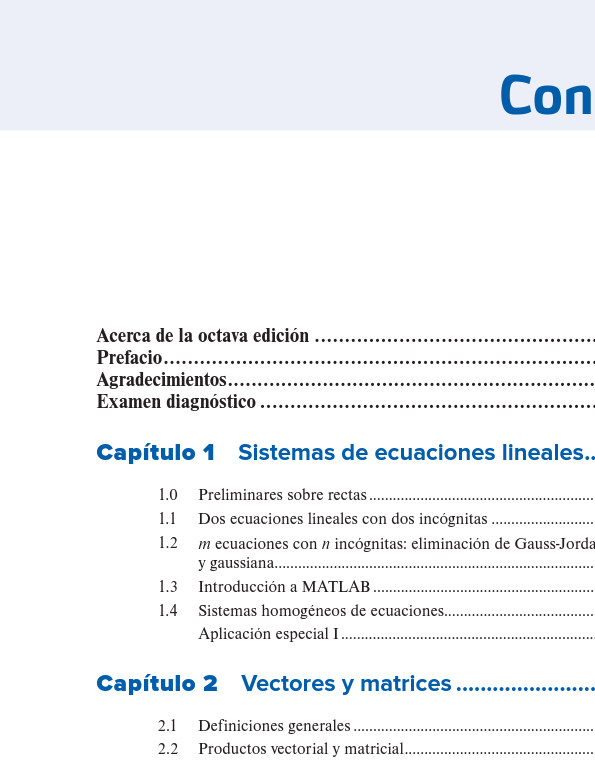 Con
Acerca de la octava edición ................................................
Prefacio................................................................................
Agradecimientos..................................................................
Examen diagnóstico ............................................................
Capítulo 1 Sistemas de ecuaciones lineales..
1.0 Preliminares sobre rectas.........................................................
1.1 Dos ecuaciones lineales con dos incógnitas ..........................
1.2 m ecuaciones con n incógnitas: eliminación de Gauss-Jorda
y gaussiana................................................................................
1.3 Introducción a MATLAB........................................................
1.4 Sistemas homogéneos de ecuaciones......................................
Aplicación especial I................................................................
Capítulo 2 Vectores y matrices .......................
2.1 Definiciones generales.............................................................
2.2 Productos vectorial y matricial................................................